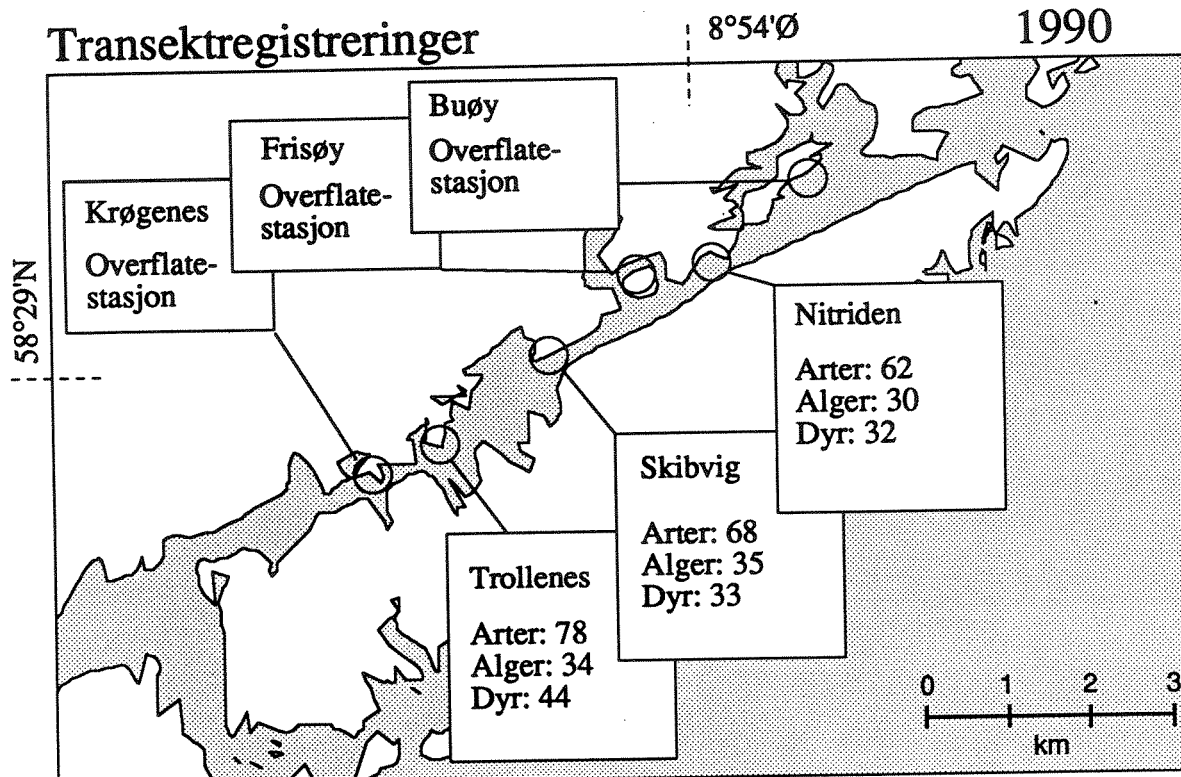 Transektregistreringer
8°54'Ø
1990
Buøy
Overflate-
stasjon
Frisøy
Overflate-
stasjon
Krøgenes
Overflate-
stasjon
58°29'N
Nitriden
Arter: 62
Alger: 30
Dyr: 32
Skibvig
Arter: 68
Alger: 35
Dyr: 33
Trollenes
Arter: 78
Alger: 34
Dyr: 44
0 1 2 3
km